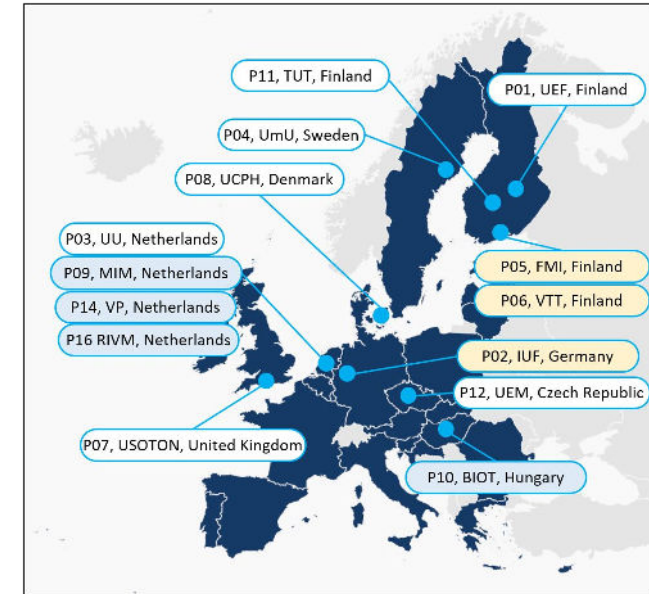 P11, TUT, Finland
P01, UEF, Finland
P04, UmU, Sweden
P08, UCPH, Denmark
P03, UU, Netherlands
P09, MIM, Netherlands
P05, FMI, Finland
P14, VP, Netherlands
P06, VTT, Finland
P16 RIVM, Netherlands
P02, IUF, Germany
P12, UEM, Czech Republic
P07, USOTON, United Kingdom
P10, BIOT, Hungary